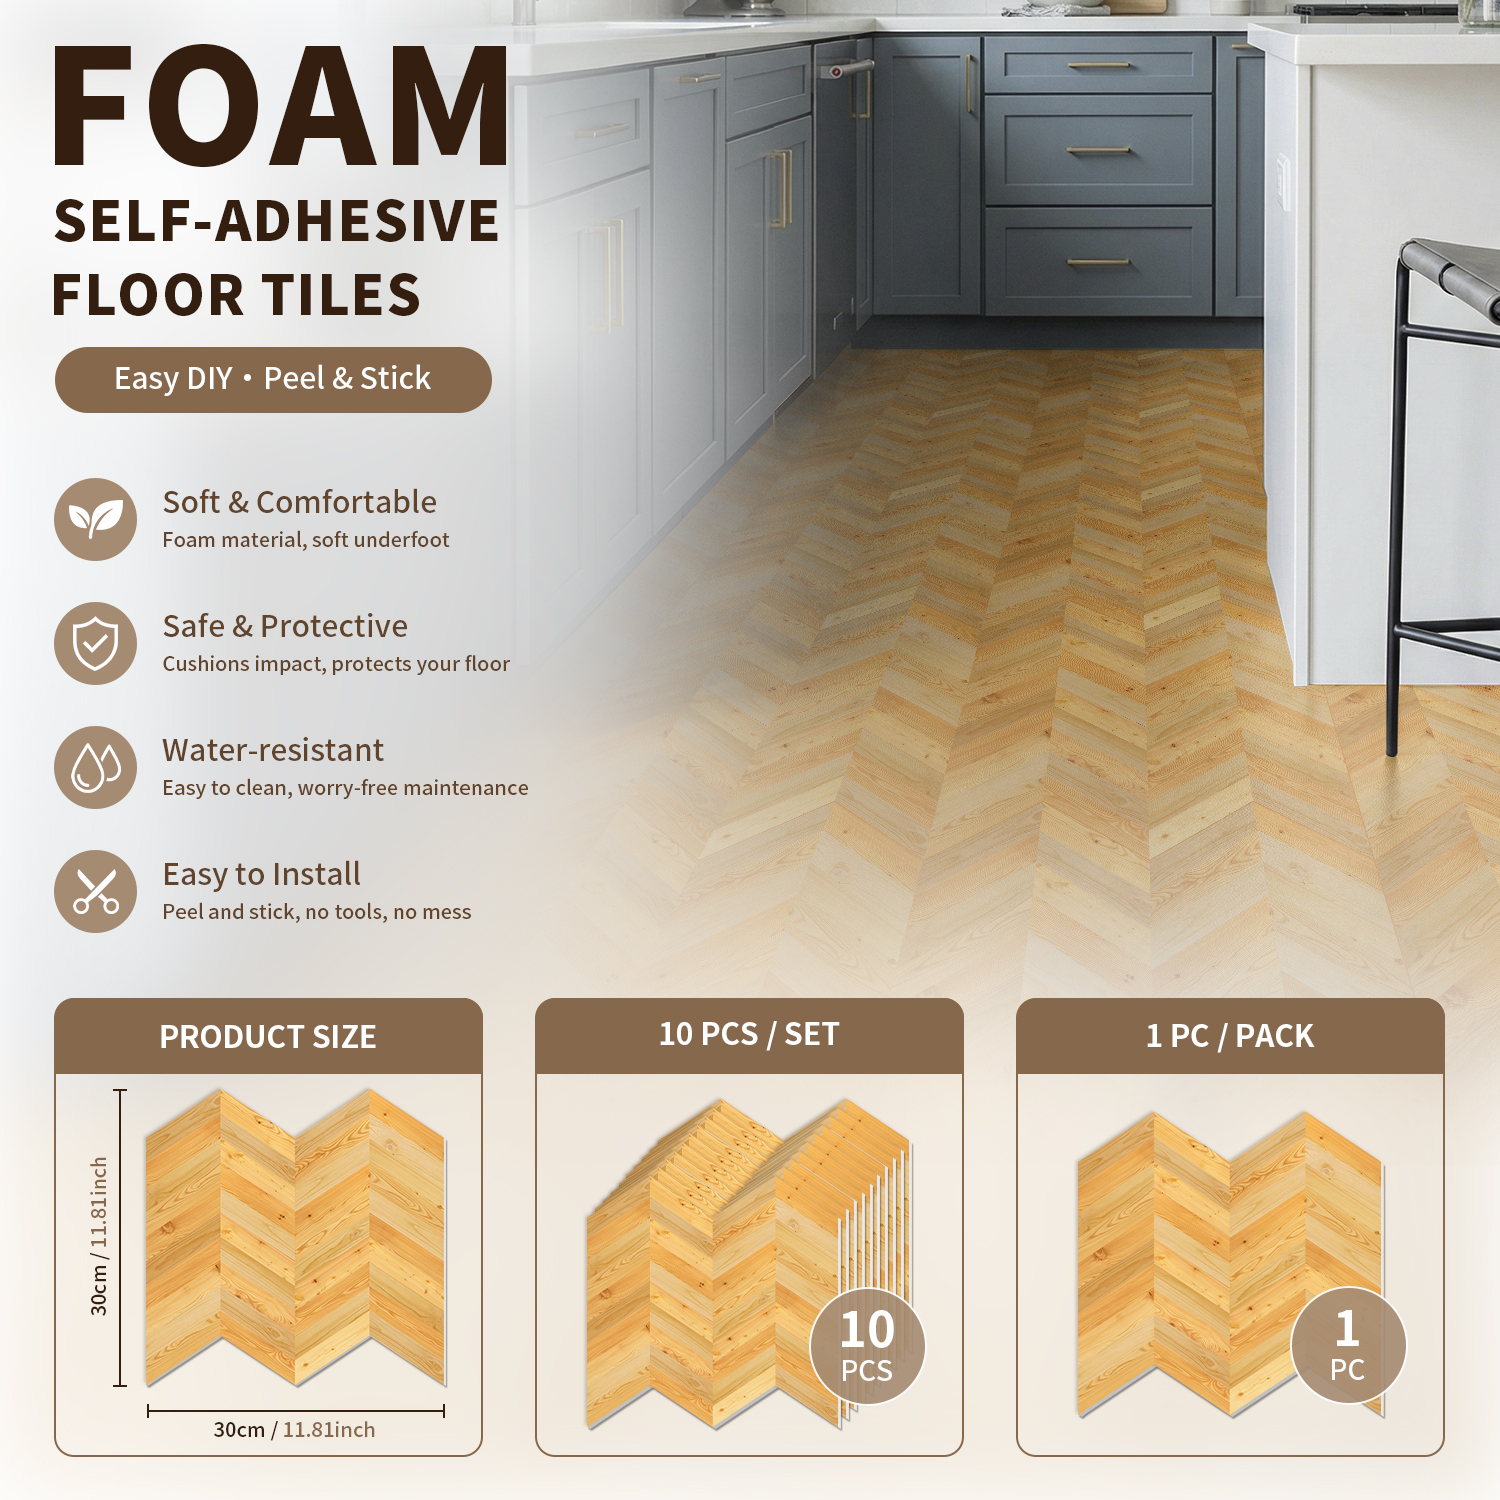 FOAM
SELF-ADHESIVE
FLOOR TILES
Easy DIY • Peel & Stick
Soft & Comfortable
Foam material, soft underfoot
Safe & Protective
Cushions impact, protects your floor
Water-resistant
Easy to clean, worry-free maintenance
Easy to Install
Peel and stick, no tools, no mess
PRODUCT SIZE
30cm / 11.81inch
30cm / 11.81inch
10 PCS / SET
10
PCS
1 PC / PACK
1
PC